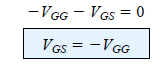 −V_GG − V_GS = 0
V_GS = −V_GG